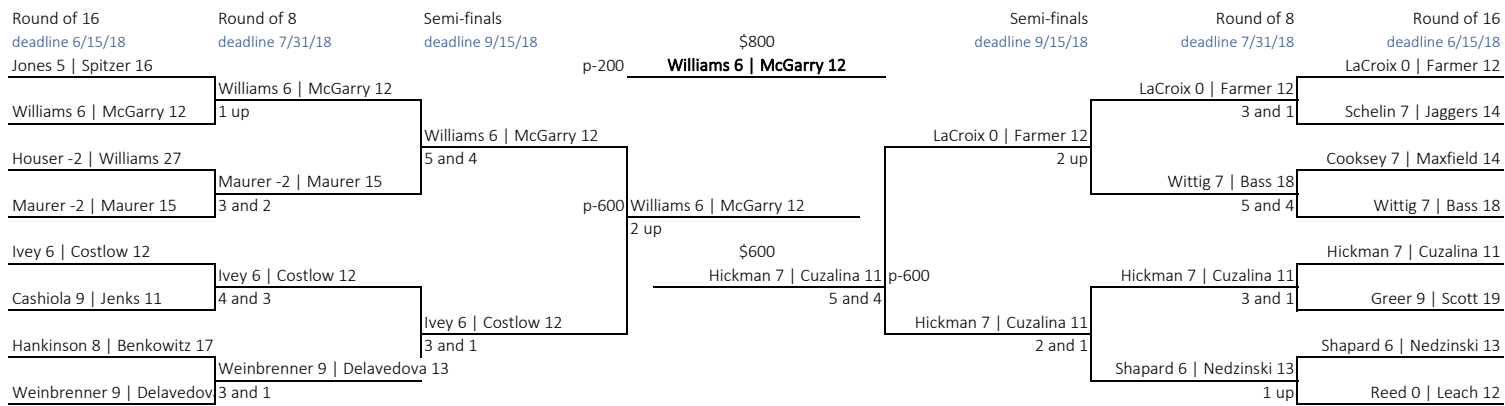 Round of 16
Round of 8
Semi-finals
Semi-finals
Round of 8
Round of 16
deadline 6/15/18
deadline 7/31/18
deadline 9/15/18
$800
deadline 9/15/18
deadline 7/31/18
deadline 6/15/18
Jones 5 | Spitzer 16
p-200
Williams 6 | McGarry 12
LaCroix 0 | Farmer 12
Williams 6 | McGarry 12
LaCroix 0 | Farmer 12
Williams 6 | McGarry 12
1 up
3 and 1
Schelin 7 | Jaggers 14
Williams 6 | McGarry 12
LaCroix 0 | Farmer 12
Houser -2 | Williams 27
5 and 4
2 up
Cooksey 7 | Maxfield 14
Maurer -2 | Maurer 15
Wittig 7 | Bass 18
Maurer -2 | Maurer 15
3 and 2
p-600
Williams 6 | McGarry 12
5 and 4
Wittig 7 | Bass 18
2 up
Ivey 6 | Costlow 12
$600
Hickman 7 | Cuzalina 11
Ivey 6 | Costlow 12
Hickman 7 | Cuzalina 11
p-600
Hickman 7 | Cuzalina 11
Cashiola 9 | Jenks 11
4 and 3
5 and 4
3 and 1
Greer 9 | Scott 19
Ivey 6 | Costlow 12
Hickman 7 | Cuzalina 11
Hankinson 8 | Benkowitz 17
3 and 1
2 and 1
Shapard 6 | Nedzinski 13
Weinbrenner 9 | Delavedova 13
Shapard 6 | Nedzinski 13
Weinbrenner 9 | Delavedov
3 and 1
1 up
Reed 0 | Leach 12